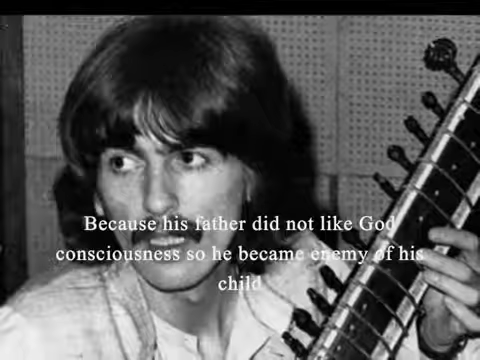 Because his father did not like God
consciousness so he became enemy of his
child